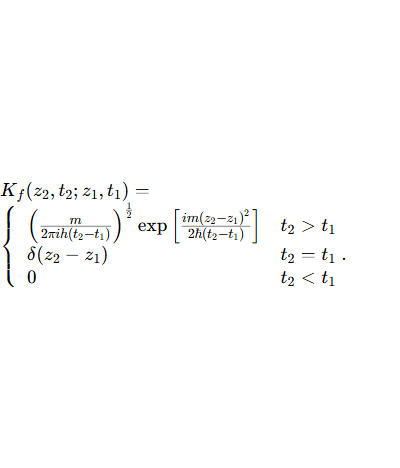 K_f(z_2, t_2; z_1, t_1) =
{ (m / 2πiħ(t_2−t_1))^{1/2} exp [im(z_2−z_1)^2 / 2ħ(t_2−t_1)] t_2 > t_1
δ(z_2 − z_1) t_2 = t_1 .
0 t_2 < t_1